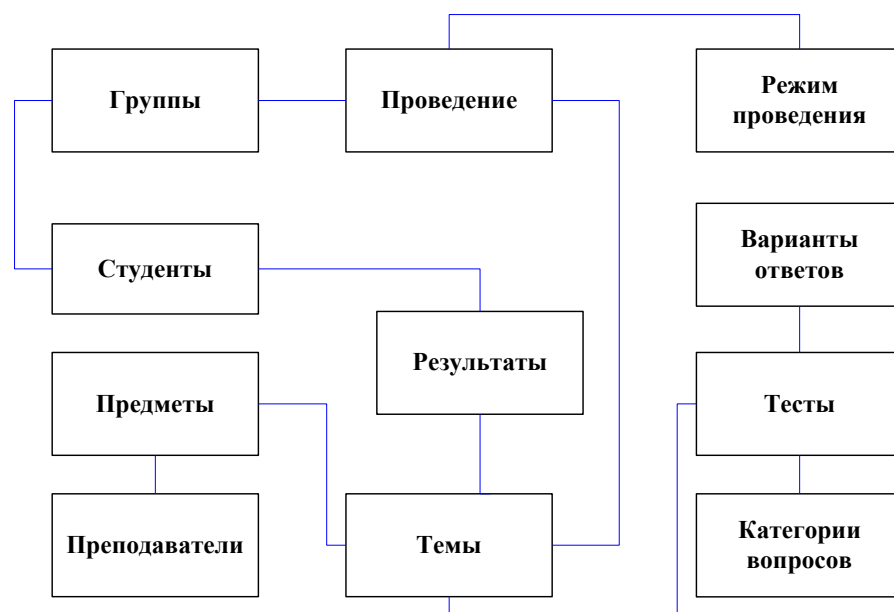 Группы
Проведение
Режим
проведения
Студенты
Варианты
ответов
Результаты
Предметы
Тесты
Преподаватели
Темы
Категории
вопросов